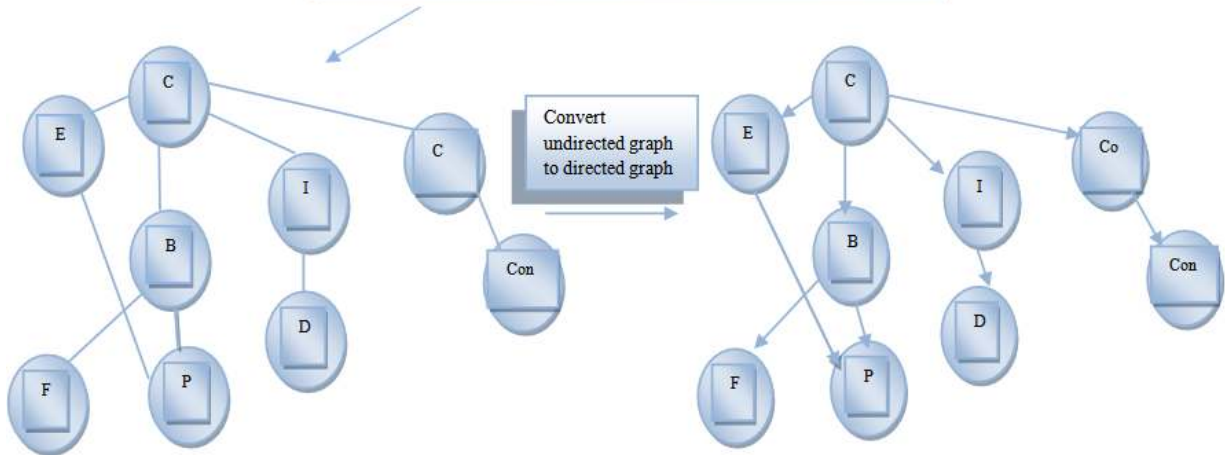 C
E
C
I
B
Con
D
F
P
Convert
undirected graph
to directed graph
C
E
Co
I
B
Con
D
F
P